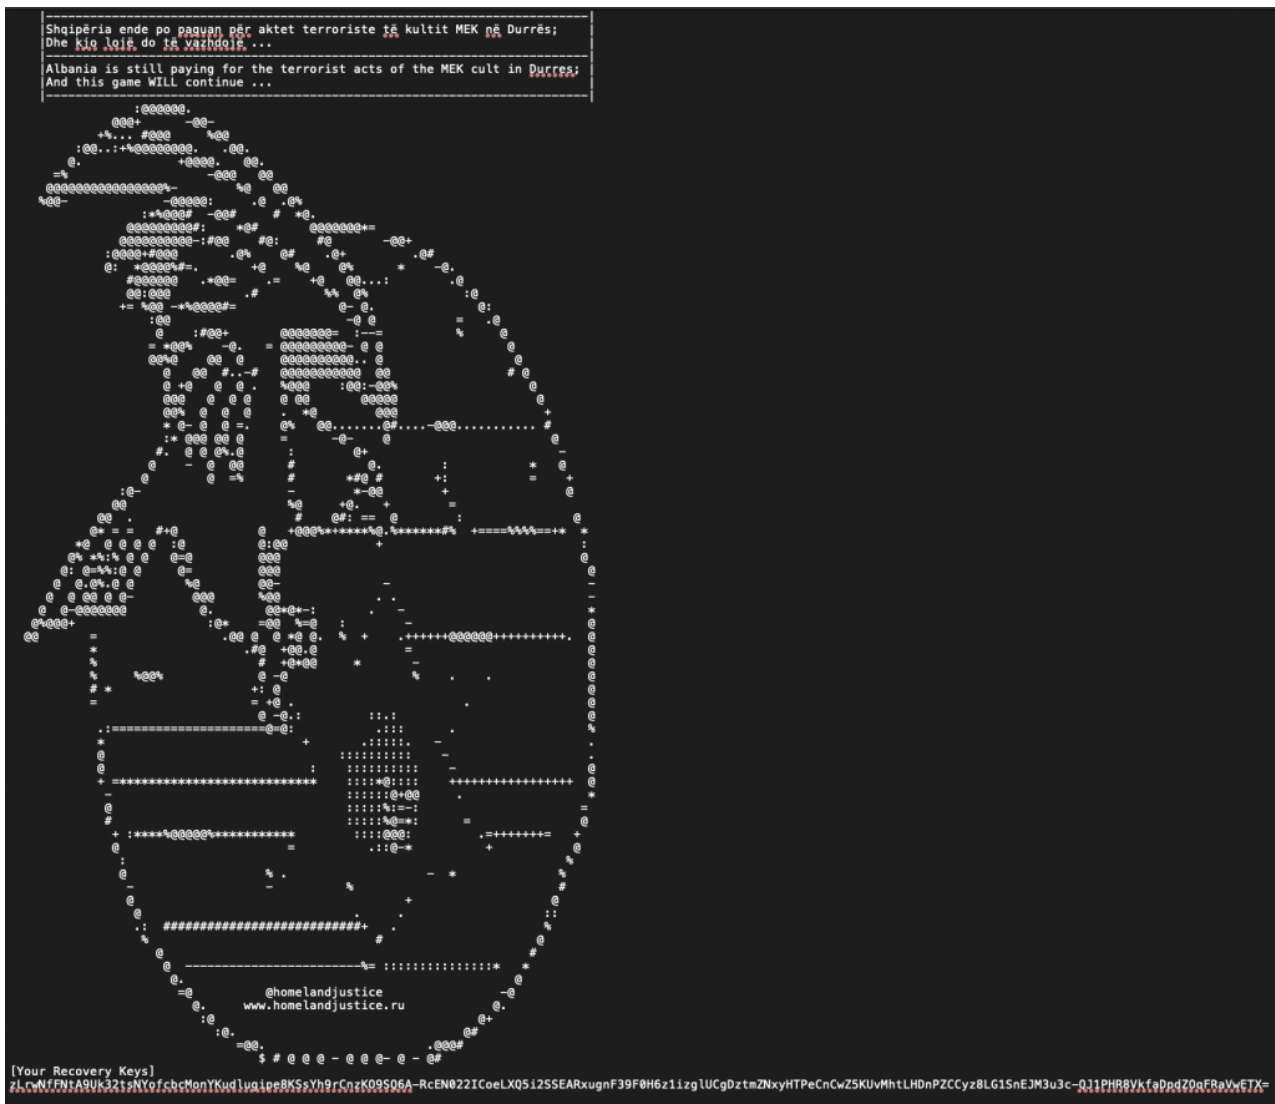 Shqipëria ende po paguan për aktet terroriste të kultit MEK në Durrës;
Dhe kjo lojë do të vazhdojë ...
Albania is still paying for the terrorist acts of the MEK cult in Durres;
And this game WILL continue ...
@homelandjustice
www.homelandjustice.ru
[Your Recovery Keys]